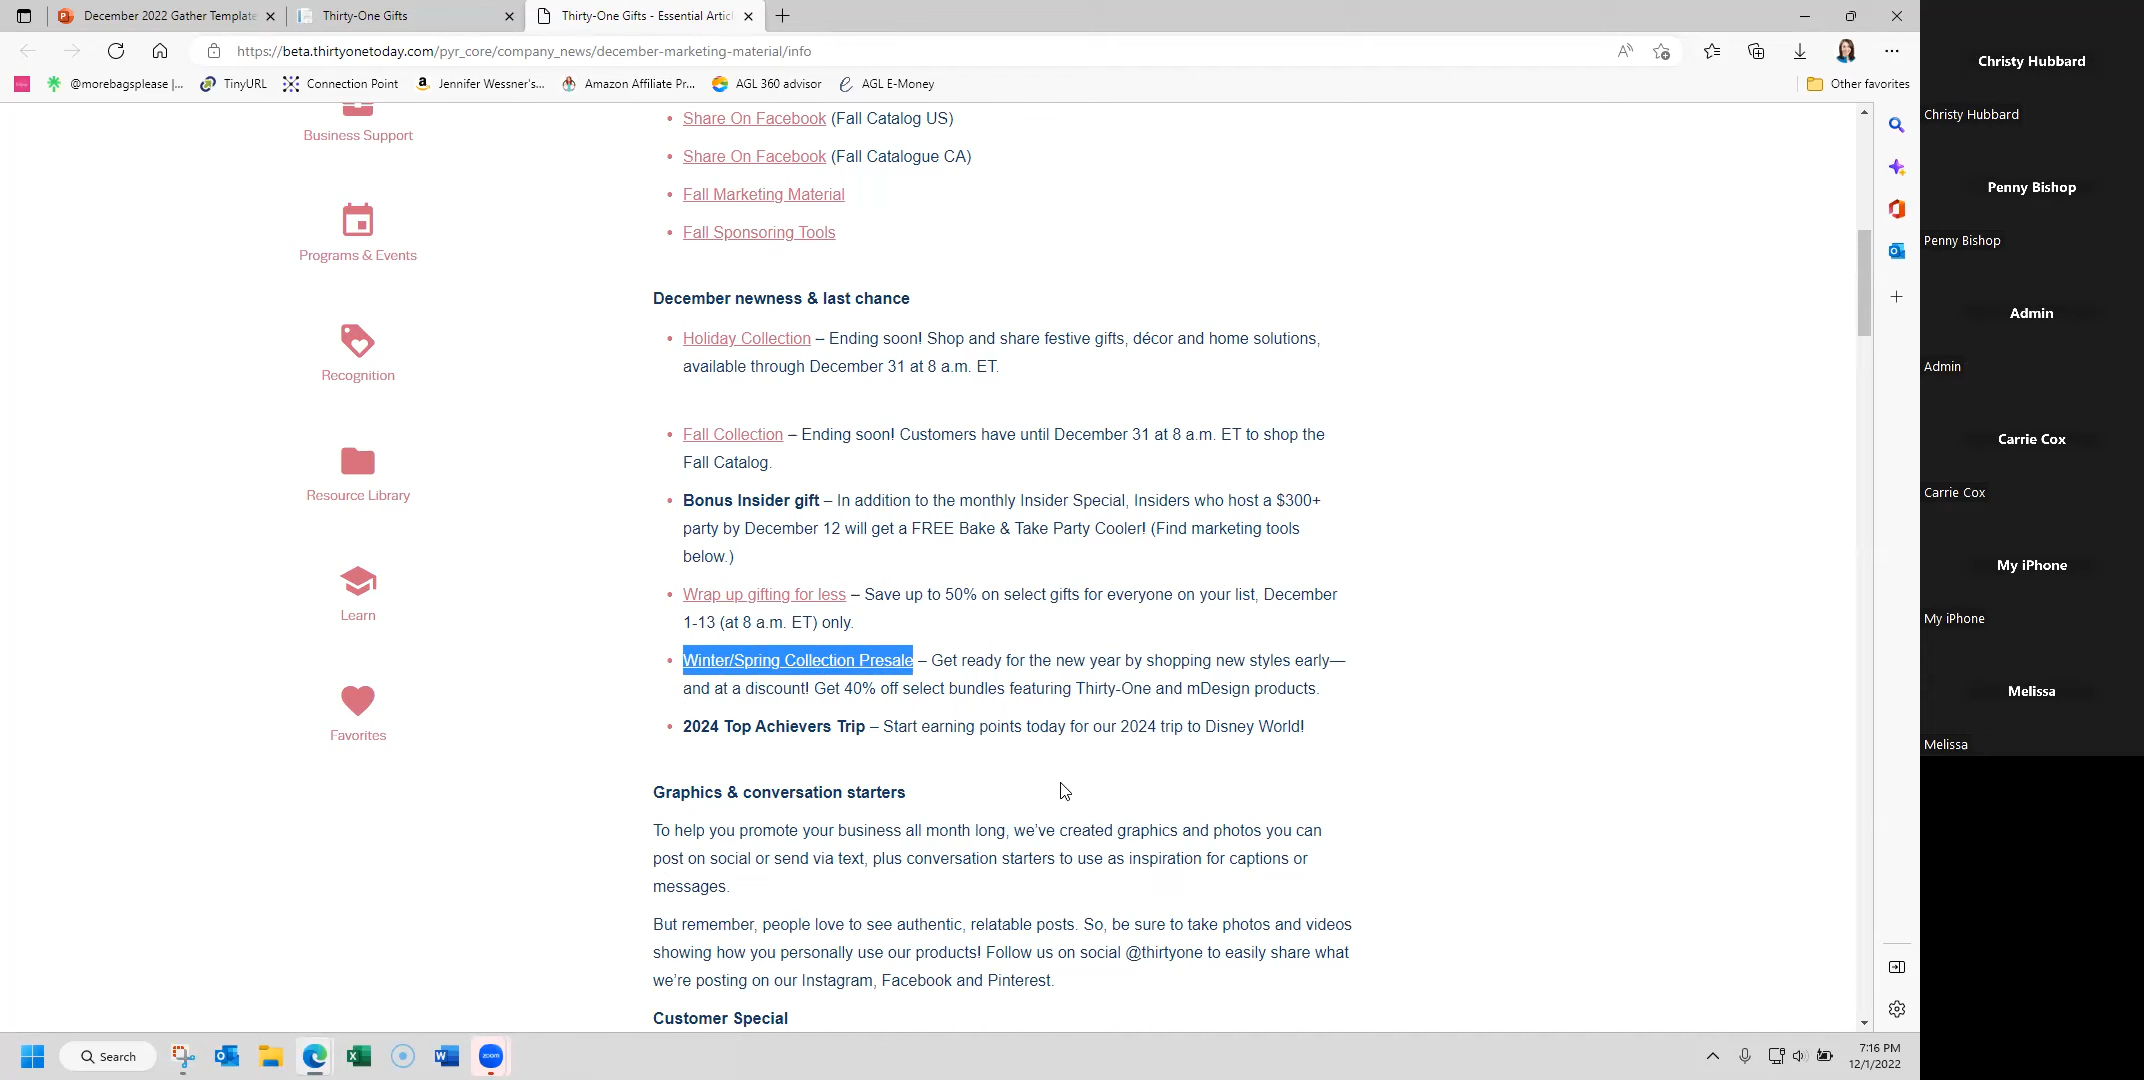 December 2022 Gather Template
Thirty-One Gifts
Thirty-One Gifts - Essential Artic
https://beta.thirtyonetoday.com/pyr_core/company_news/december-marketing-material/info
@morebagsplease |...
TinyURL
Connection Point
Jennifer Wessner's...
Amazon Affiliate Pr...
AGL 360 advisor
AGL E-Money
Other favorites
Business Support
Programs & Events
Recognition
Resource Library
Learn
Favorites
• Share On Facebook (Fall Catalog US)
• Share On Facebook (Fall Catalogue CA)
• Fall Marketing Material
• Fall Sponsoring Tools
December newness & last chance
• Holiday Collection – Ending soon! Shop and share festive gifts, décor and home solutions,
available through December 31 at 8 a.m. ET.
• Fall Collection – Ending soon! Customers have until December 31 at 8 a.m. ET to shop the
Fall Catalog.
• Bonus Insider gift – In addition to the monthly Insider Special, Insiders who host a $300+
party by December 12 will get a FREE Bake & Take Party Cooler! (Find marketing tools
below.)
• Wrap up gifting for less – Save up to 50% on select gifts for everyone on your list, December
1-13 (at 8 a.m. ET) only.
• Winter/Spring Collection Presale – Get ready for the new year by shopping new styles early—
and at a discount! Get 40% off select bundles featuring Thirty-One and mDesign products.
• 2024 Top Achievers Trip – Start earning points today for our 2024 trip to Disney World!
Graphics & conversation starters
To help you promote your business all month long, we've created graphics and photos you can
post on social or send via text, plus conversation starters to use as inspiration for captions or
messages.
But remember, people love to see authentic, relatable posts. So, be sure to take photos and videos
showing how you personally use our products! Follow us on social @thirtyone to easily share what
we're posting on our Instagram, Facebook and Pinterest.
Customer Special
Christy Hubbard
Christy Hubbard
Penny Bishop
Penny Bishop
Admin
Admin
Carrie Cox
Carrie Cox
My iPhone
My iPhone
Melissa
Melissa
Search
zoom
7:16 PM
12/1/2022